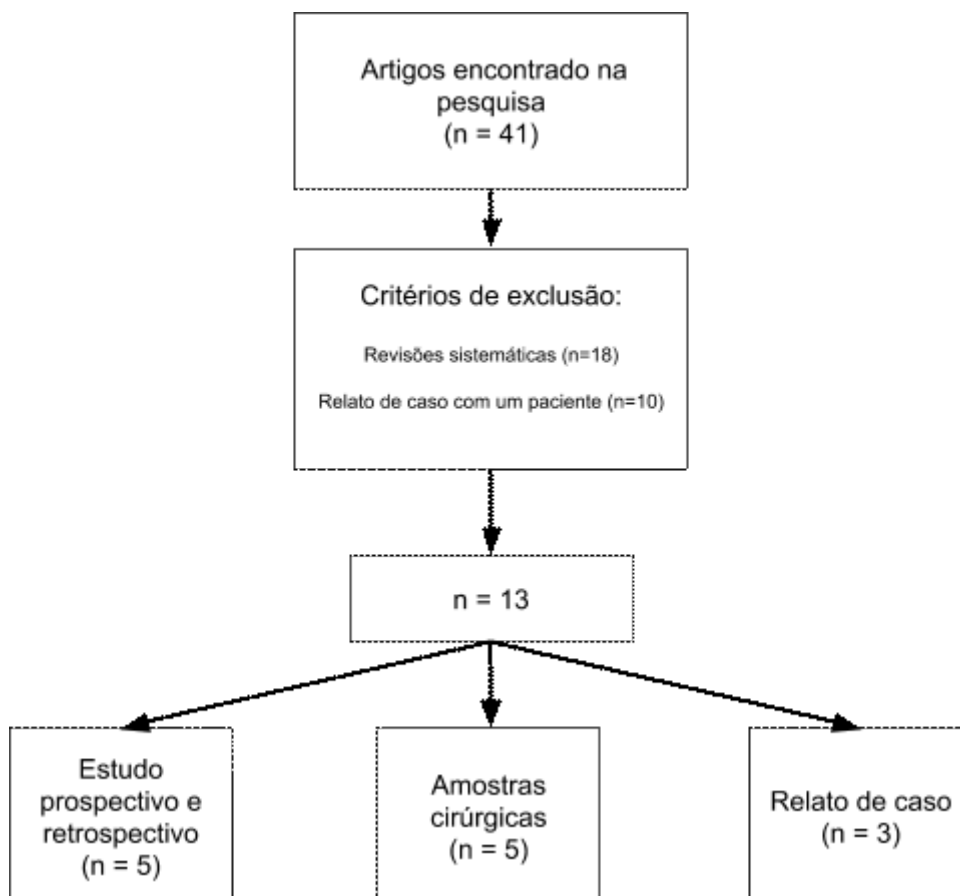 Artigos encontrado na
pesquisa
(n = 41)
Critérios de exclusão:
Revisões sistemáticas (n=18)
Relato de caso com um paciente (n=10)
n = 13
Estudo
prospectivo e
retrospectivo
(n = 5)
Amostras
cirúrgicas
(n = 5)
Relato de caso
(n = 3)